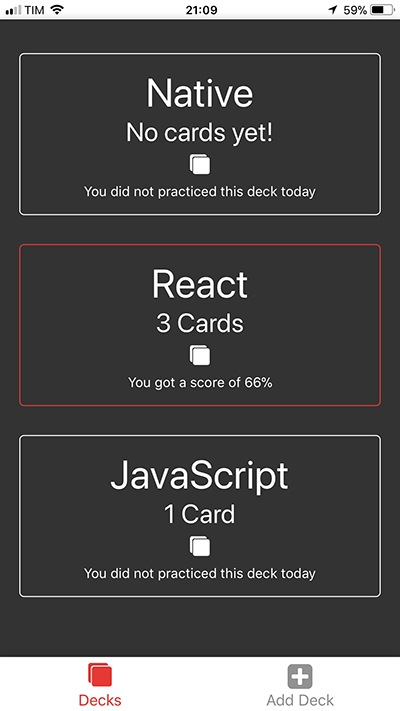 TIM 21:09 59%
Native
No cards yet!
You did not practiced this deck today
React
3 Cards
You got a score of 66%
JavaScript
1 Card
You did not practiced this deck today
Decks Add Deck